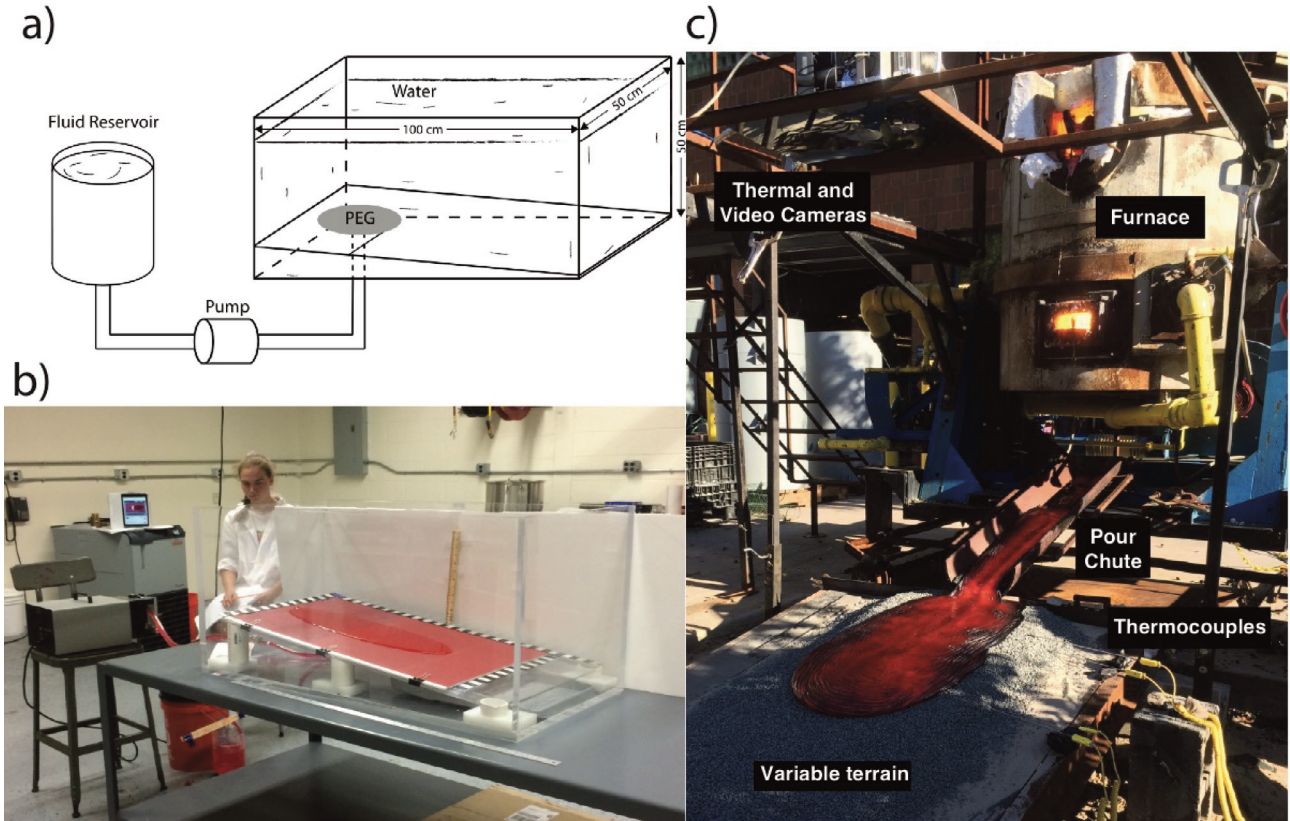 a)
Water
50 cm
100 cm
50 cm
Fluid Reservoir
PEG
Pump
b)
c)
Thermal and
Video Cameras
Furnace
Pour
Chute
Thermocouples
Variable terrain